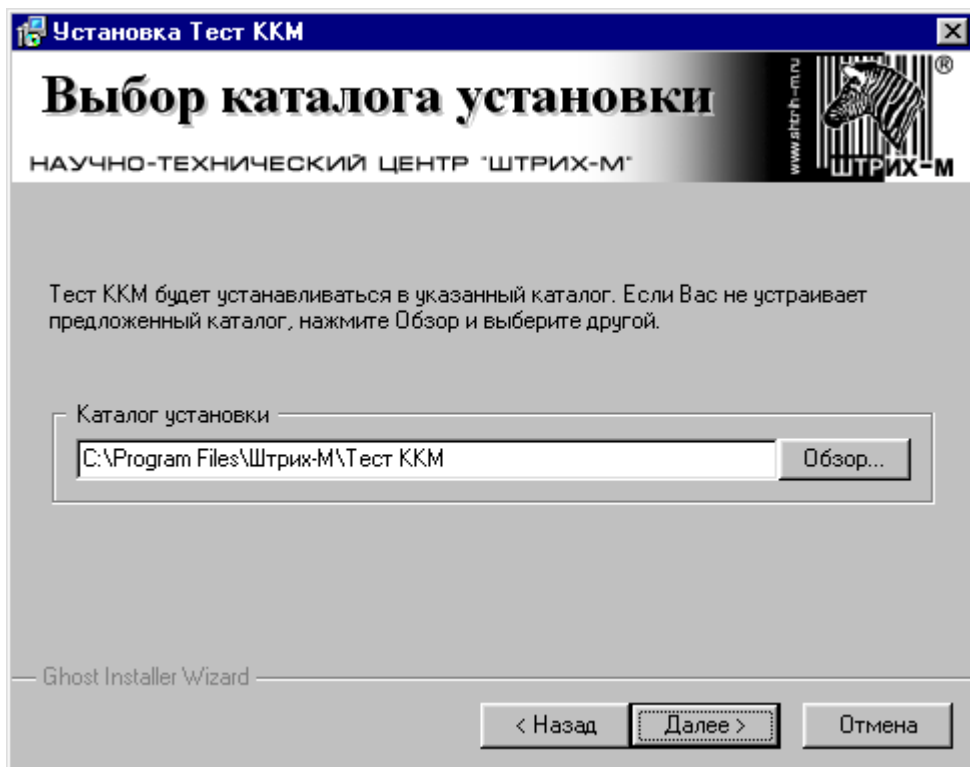 Установка Тест ККМ
Выбор каталога установки
НАУЧНО-ТЕХНИЧЕСКИЙ ЦЕНТР "ШТРИХ-М"
www.shtrih-m.ru
®
ШТРИХ-М
Тест ККМ будет устанавливаться в указанный каталог. Если Вас не устраивает
предложенный каталог, нажмите Обзор и выберите другой.
Каталог установки
C:\Program Files\Штрих-М\Тест ККМ
Обзор...
Ghost Installer Wizard
< Назад
Далее >
Отмена